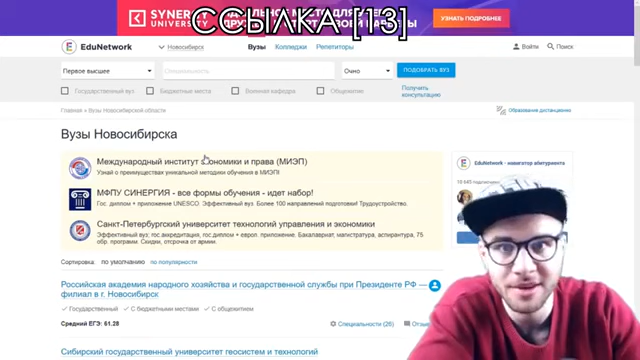 SYNERGY
UNIVERSITY
УЗНАТЬ ПОДРОБНЕЕ
ССЫЛКА [13]
EduNetwork
Новосибирск
Вузы
Колледжи
Репетиторы
Войти
Поиск
Первое высшее
Специальность
Очно
ПОДОБРАТЬ ВУЗ
Государственный вуз
Бюджетные места
Военная кафедра
Общежитие
Получить
консультацию
Главная » Вузы Новосибирской области
Образование дистанционно
Вузы Новосибирска
Международный институт экономики и права (МИЭП)
Узнай о преимуществах уникальной методики обучения в МИЭП!
МФПУ СИНЕРГИЯ - все формы обучения - идет набор!
Гос. диплом + приложение UNESCO. Эффективный вуз. Более 100 направлений подготовки! Трудоустройство.
Санкт-Петербургский университет технологий управления и экономики
Эффективный вуз, гос.аккредитация, гос.диплом + европ. приложение. Бакалавриат, магистратура, аспирантура, 75
обр. программ. Скидки, отсрочка от армии.
EduNetwork - навигатор абитуриента
Сортировка:
по умолчанию
по популярности
Российская академия народного хозяйства и государственной службы при Президенте РФ —
филиал в г. Новосибирск
Государственный
С бюджетными местами
С общежитием
Средний ЕГЭ: 61.28
Специальности (26)
Сибирский государственный университет геосистем и технологий